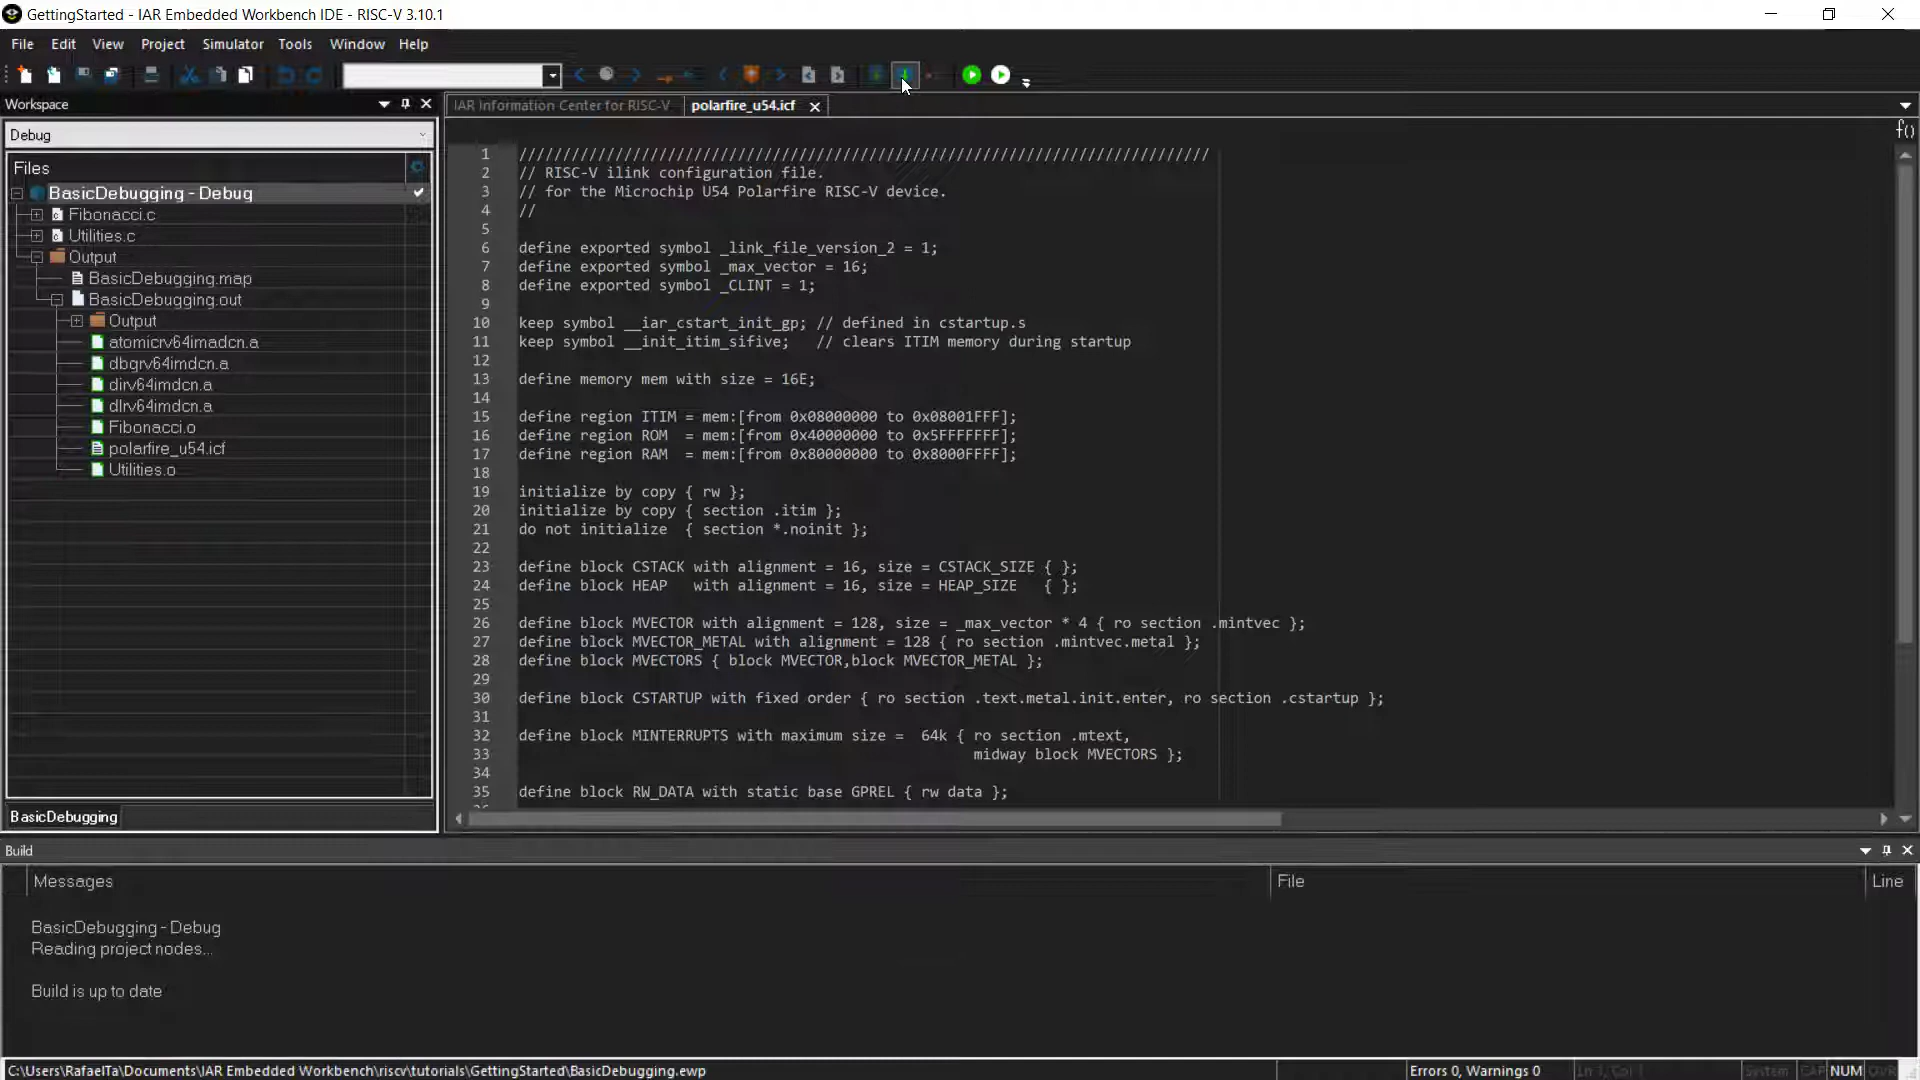 GettingStarted - IAR Embedded Workbench IDE - RISC-V 3.10.1
File Edit View Project Simulator Tools Window Help
Workspace
IAR Information Center for RISC-V
polarfire_u54.icf
Debug
Files
BasicDebugging - Debug
Fibonacci.c
Utilities.c
Output
BasicDebugging.map
BasicDebugging.out
Output
atomicrv64imadcn.a
dbgrv64imdcn.a
dirv64imdcn.a
dlrv64imdcn.a
Fibonacci.o
polarfire_u54.icf
Utilities.o
BasicDebugging
f()
1 ///////////////////////////////////////////////////////////////////////////////
2 // RISC-V ilink configuration file.
3 // for the Microchip U54 Polarfire RISC-V device.
4 //
5
6 define exported symbol _link_file_version_2 = 1;
7 define exported symbol _max_vector = 16;
8 define exported symbol _CLINT = 1;
9
10 keep symbol __iar_cstart_init_gp; // defined in cstartup.s
11 keep symbol __init_itim_sifive;   // clears ITIM memory during startup
12
13 define memory mem with size = 16E;
14
15 define region ITIM = mem:[from 0x08000000 to 0x08001FFF];
16 define region ROM  = mem:[from 0x40000000 to 0x5FFFFFFF];
17 define region RAM  = mem:[from 0x80000000 to 0x8000FFFF];
18
19 initialize by copy { rw };
20 initialize by copy { section .itim };
21 do not initialize  { section *.noinit };
22
23 define block CSTACK with alignment = 16, size = CSTACK_SIZE { };
24 define block HEAP   with alignment = 16, size = HEAP_SIZE   { };
25
26 define block MVECTOR with alignment = 128, size = _max_vector * 4 { ro section .mintvec };
27 define block MVECTOR_METAL with alignment = 128 { ro section .mintvec.metal };
28 define block MVECTORS { block MVECTOR,block MVECTOR_METAL };
29
30 define block CSTARTUP with fixed order { ro section .text.metal.init.enter, ro section .cstartup };
31
32 define block MINTERRUPTS with maximum size =  64k { ro section .mtext,
33 midway block MVECTORS };
34
35 define block RW_DATA with static base GPREL { rw data };
Build
Messages File Line
BasicDebugging - Debug
Reading project nodes...
Build is up to date
C:\Users\RafaelTa\Documents\IAR Embedded Workbench\riscv\tutorials\GettingStarted\BasicDebugging.ewp
Errors 0, Warnings 0
Ln 1, Col 1
System
CAP
NUM
OVR